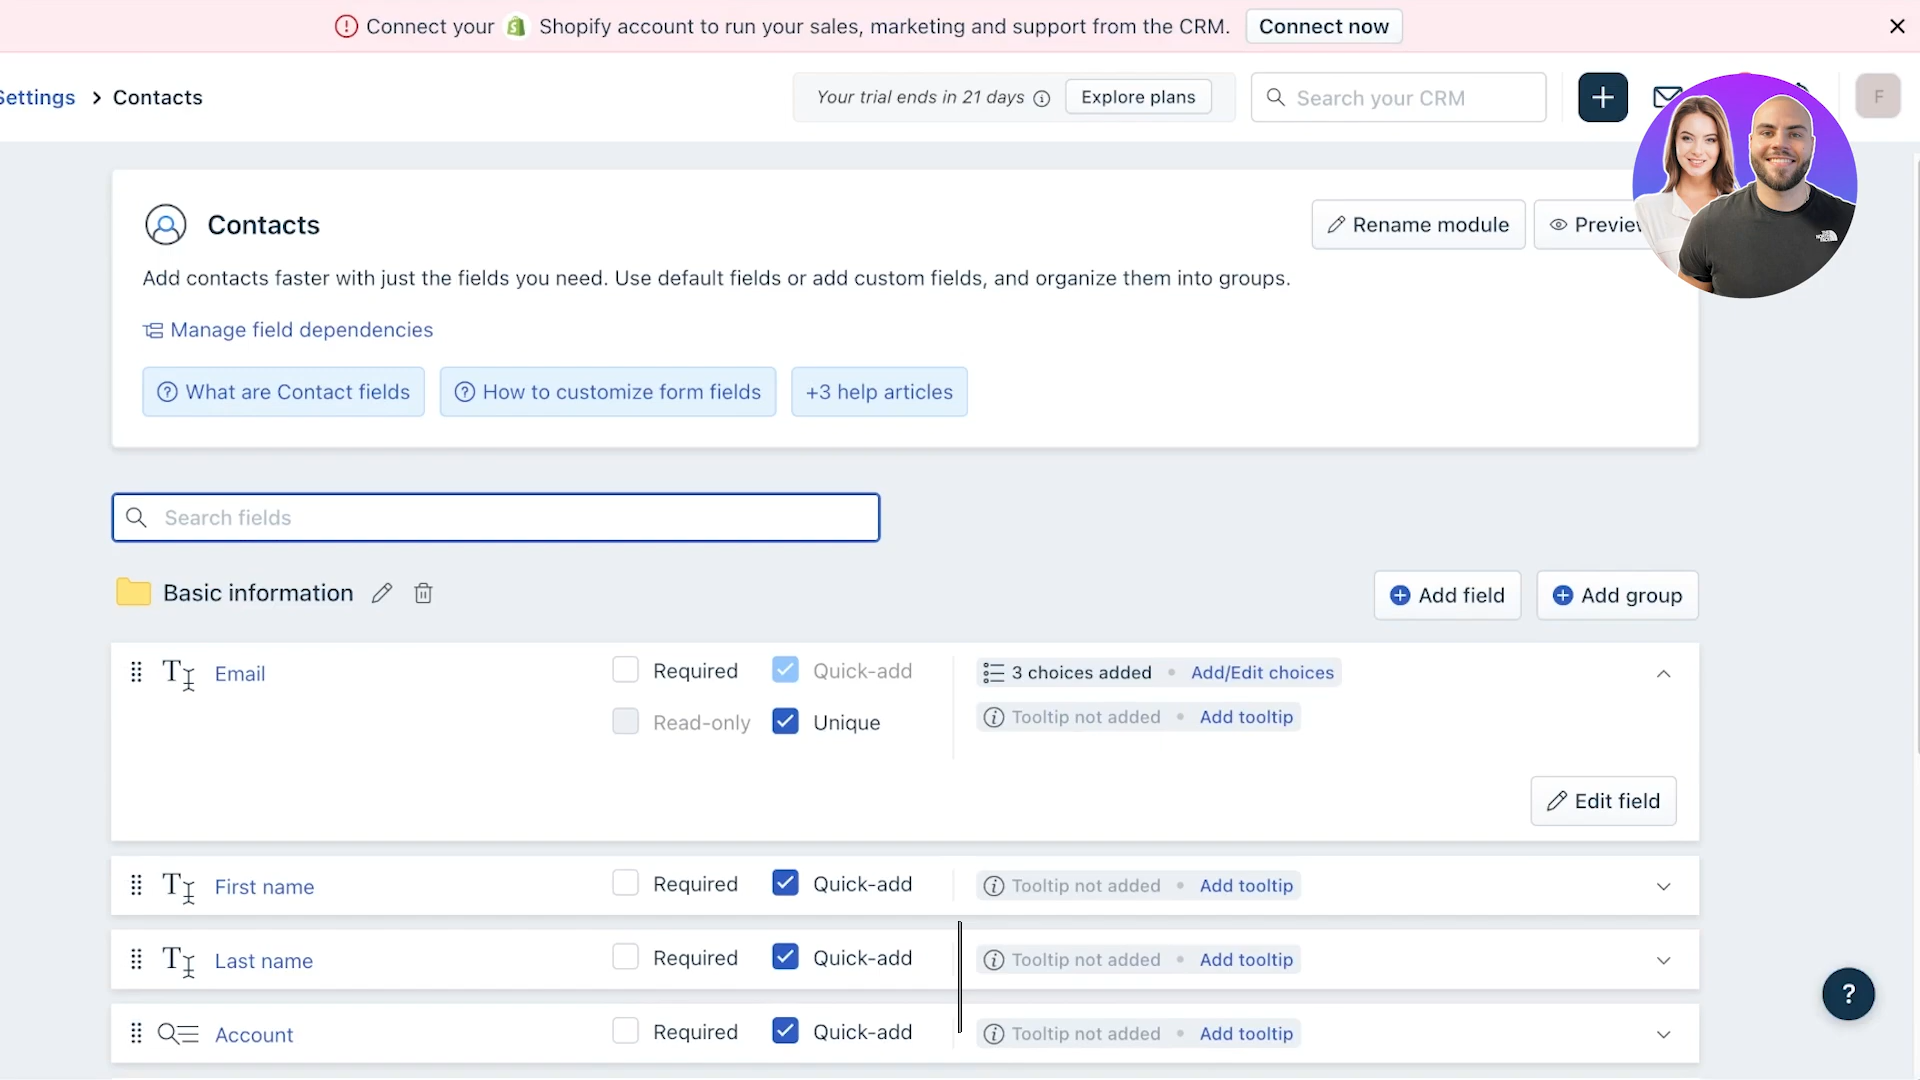 Connect your Shopify account to run your sales, marketing and support from the CRM. Connect now
Settings > Contacts
Your trial ends in 21 days Explore plans
Search your CRM
F
Contacts
Rename module
Preview
Add contacts faster with just the fields you need. Use default fields or add custom fields, and organize them into groups.
Manage field dependencies
What are Contact fields
How to customize form fields
+3 help articles
Search fields
Basic information
Add field
Add group
Email
Required
Quick-add
3 choices added • Add/Edit choices
Read-only
Unique
Tooltip not added • Add tooltip
Edit field
First name
Required
Quick-add
Tooltip not added • Add tooltip
Last name
Required
Quick-add
Tooltip not added • Add tooltip
Account
Required
Quick-add
Tooltip not added • Add tooltip
?